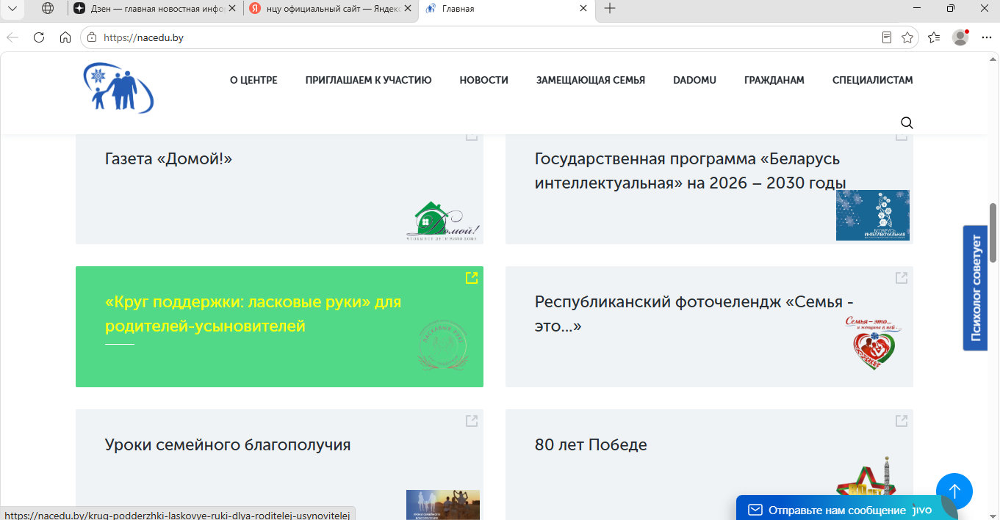 Дзен — главная новостная инфо
нцу официальный сайт — Яндекс
Главная
https://nacedu.by
О ЦЕНТРЕ
ПРИГЛАШАЕМ К УЧАСТИЮ
НОВОСТИ
ЗАМЕЩАЮЩАЯ СЕМЬЯ
DADOMU
ГРАЖДАНАМ
СПЕЦИАЛИСТАМ
Газета «Домой!»
Домой!
Государственная программа «Беларусь
интеллектуальная» на 2026 – 2030 годы
БЕЛАРУСЬ
ИНТЕЛЛЕКТУАЛЬНАЯ
«Круг поддержки: ласковые руки» для
родителей-усыновителей
Республиканский фоточелендж «Семья -
это...»
Семья – это...
Психолог советует
Уроки семейного благополучия
80 лет Победе
Отправьте нам сообщение jivo
https://nacedu.by/krug-podderzhki-laskovye-ruki-dlya-roditelej-usynovitelej